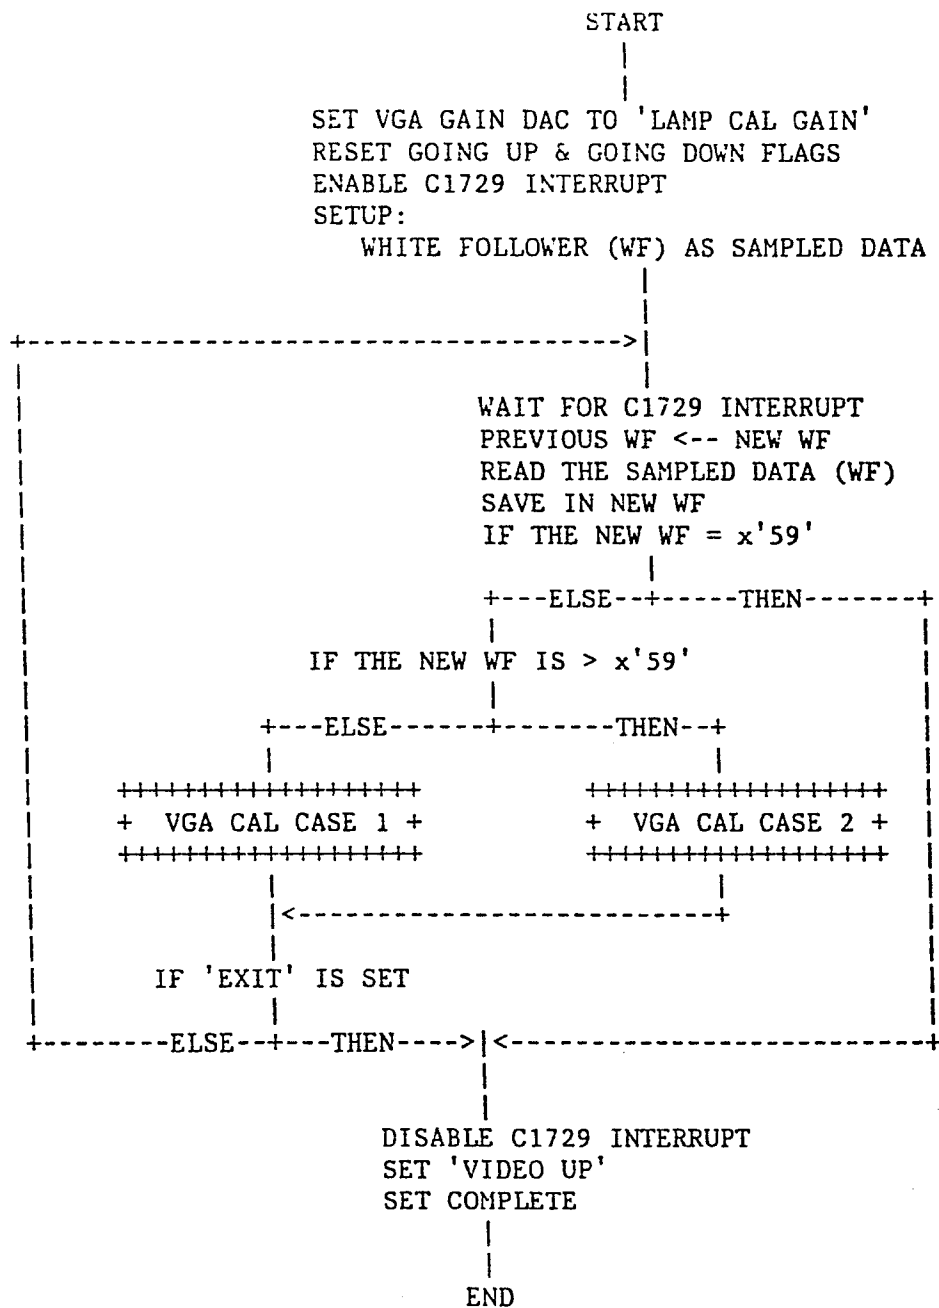 START
SET VGA GAIN DAC TO 'LAMP CAL GAIN'
RESET GOING UP & GOING DOWN FLAGS
ENABLE C1729 INTERRUPT
SETUP:
WHITE FOLLOWER (WF) AS SAMPLED DATA
WAIT FOR C1729 INTERRUPT
PREVIOUS WF <-- NEW WF
READ THE SAMPLED DATA (WF)
SAVE IN NEW WF
IF THE NEW WF = x'59'
+---ELSE--+-----THEN-------+
IF THE NEW WF IS > x'59'
+---ELSE------+-------THEN--+
+ VGA CAL CASE 1 + + VGA CAL CASE 2 +
IF 'EXIT' IS SET
+--------ELSE--+---THEN---->|<---------------------------+
DISABLE C1729 INTERRUPT
SET 'VIDEO UP'
SET COMPLETE
END